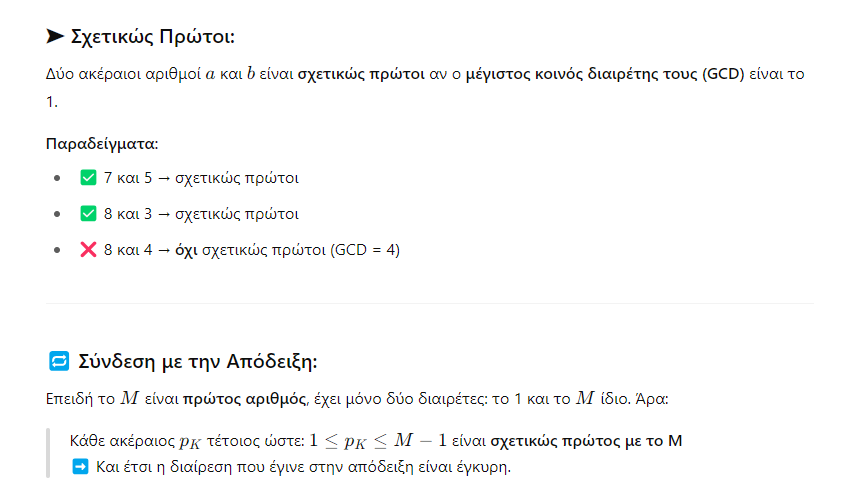 ➤ Σχετικώς Πρώτοι:
Δύο ακέραιοι αριθμοί a και b είναι σχετικώς πρώτοι αν ο μέγιστος κοινός διαιρέτης τους (GCD) είναι το
1.
Παραδείγματα:
• ✅ 7 και 5 → σχετικώς πρώτοι
• ✅ 8 και 3 → σχετικώς πρώτοι
• ❌ 8 και 4 → όχι σχετικώς πρώτοι (GCD = 4)
🔁 Σύνδεση με την Απόδειξη:
Επειδή το M είναι πρώτος αριθμός, έχει μόνο δύο διαιρέτες: το 1 και το M ίδιο. Άρα:
Κάθε ακέραιος p_K τέτοιος ώστε: 1 ≤ p_K ≤ M − 1 είναι σχετικώς πρώτος με το M
➡ Και έτσι η διαίρεση που έγινε στην απόδειξη είναι έγκυρη.